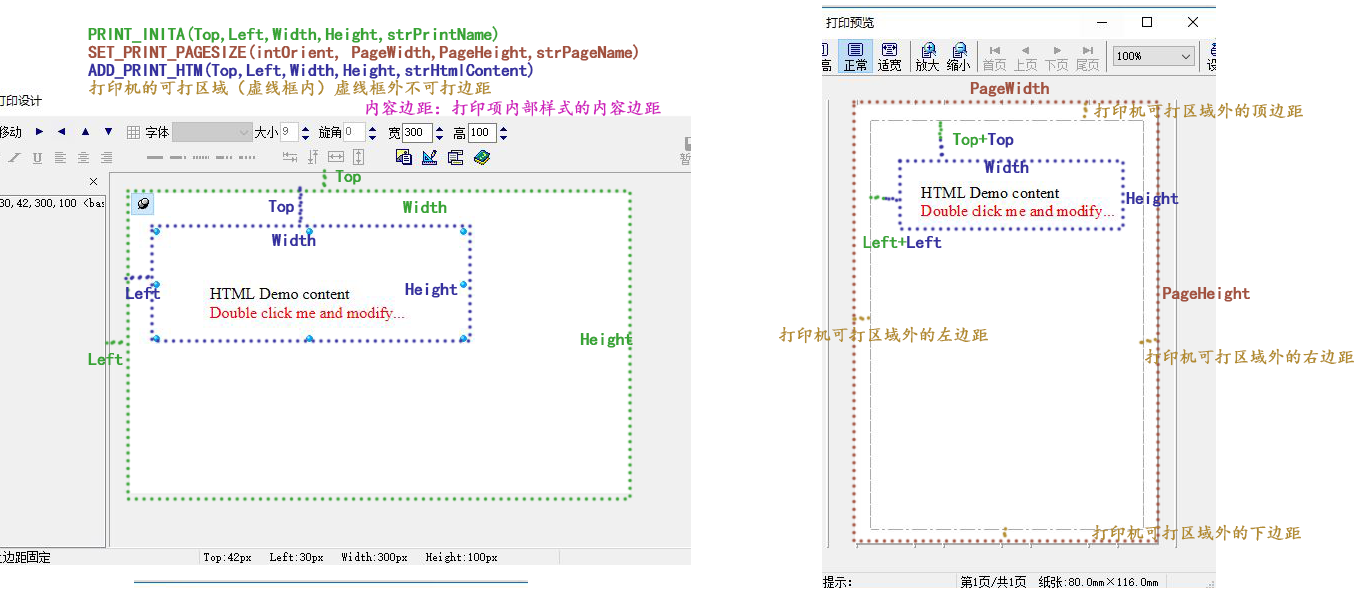 PRINT_INITA(Top,Left,Width,Height,strPrintName)
SET_PRINT_PAGESIZE(intOrient, PageWidth,PageHeight,strPageName)
ADD_PRINT_HTM(Top,Left,Width,Height,strHtmlContent)
打印机的可打区域（虚线框内）虚线框外不可打边距
内容边距：打印项内部样式的内容边距
打印设计
移动 字体 大小 9 旋角 0 宽 300 高 100
U
Top
30,42,300,100 <bas
Top
Width
Width
Left
Height
HTML Demo content
Double click me and modify...
Height
Left
边距固定
Top:42px Left:30px Width:300px Height:100px
打印预览
正常 适宽 放大 缩小 首页 上页 下页 尾页 100%
PageWidth
打印机可打区域外的顶边距
Top+Top
Width
HTML Demo content
Double click me and modify...
Height
Left+Left
PageHeight
打印机可打区域外的左边距
打印机可打区域外的右边距
打印机可打区域外的下边距
提示: 第1页/共1页 纸张:80.0mm×116.0mm